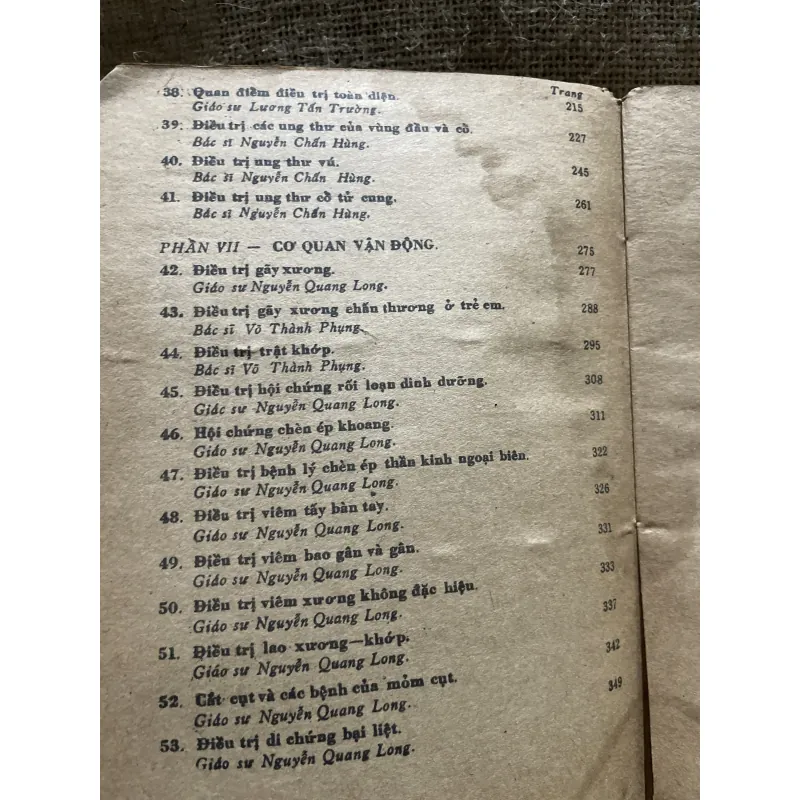 Trang
38. Quan điểm điều trị toàn diện. 215
Giáo sư Lương Tấn Trường.
39. Điều trị các ung thư của vùng đầu và cổ. 227
Bác sĩ Nguyễn Chấn Hùng.
40. Điều trị ung thư vú. 245
Bác sĩ Nguyễn Chấn Hùng.
41. Điều trị ung thư cổ tử cung. 261
Bác sĩ Nguyễn Chấn Hùng.
PHẦN VII — CƠ QUAN VẬN ĐỘNG. 275
42. Điều trị gãy xương. 277
Giáo sư Nguyễn Quang Long.
43. Điều trị gãy xương chấn thương ở trẻ em. 288
Bác sĩ Võ Thành Phụng.
44. Điều trị trật khớp. 295
Bác sĩ Võ Thành Phụng.
45. Điều trị hội chứng rối loạn dinh dưỡng. 308
Giác sư Nguyễn Quang Long.
46. Hội chứng chèn ép khoang. 311
Giáo sư Nguyễn Quang Long.
47. Điều trị bệnh lý chèn ép thần kinh ngoại biên. 322
Giáo sư Nguyễn Quang Long.
48. Điều trị viêm tấy bàn tay. 326
Giáo sư Nguyễn Quang Long.
49. Điều trị viêm bao gân và gân. 331
Giáo sư Nguyễn Quang Long.
50. Điều trị viêm xương không đặc hiệu. 333
Giáo sư Nguyễn Quang Long.
51. Điều trị lao xương—khớp. 337
Giáo sư Nguyễn Quang Long.
52. Cắt cụt và các bệnh của mỏm cụt. 342
Giáo sư Nguyễn Quang Long.
53. Điều trị di chứng bại liệt. 349
Giáo sư Nguyễn Quang Long.